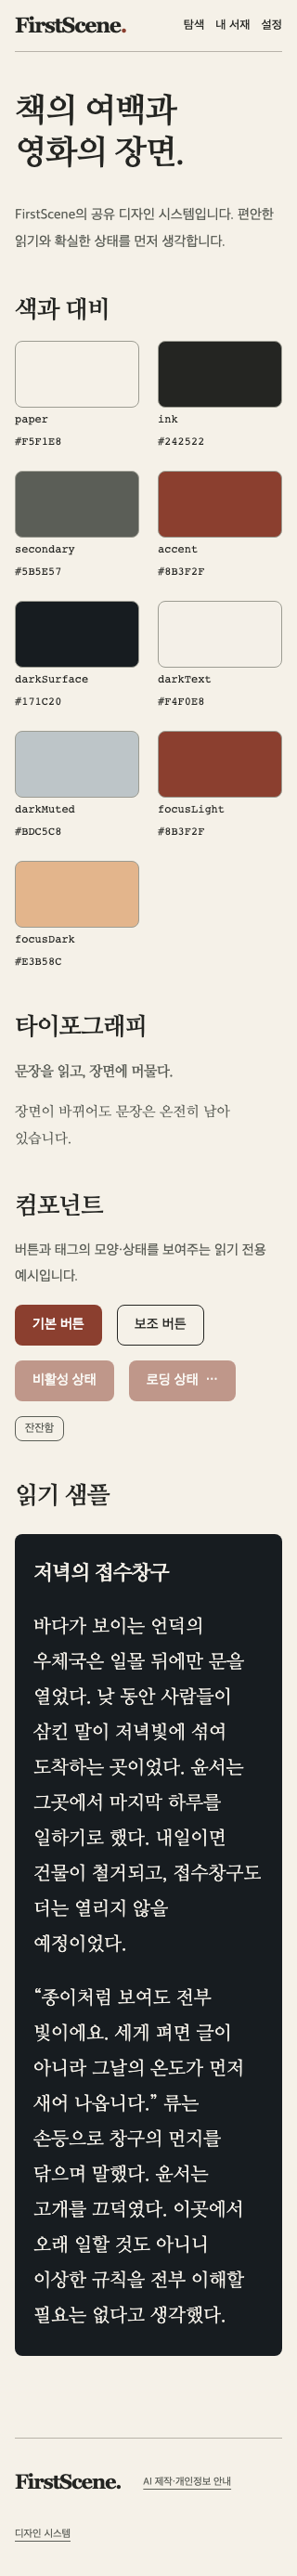 FirstScene.
탐색 내 서재 설정
책의 여백과
영화의 장면.
FirstScene의 공유 디자인 시스템입니다. 편안한
읽기와 확실한 상태를 먼저 생각합니다.
색과 대비
paper
#F5F1E8
ink
#242522
secondary
#5B5E57
accent
#8B3F2F
darkSurface
#171C20
darkText
#F4F0E8
darkMuted
#BDC5C8
focusLight
#8B3F2F
focusDark
#E3B58C
타이포그래피
문장을 읽고, 장면에 머물다.
장면이 바뀌어도 문장은 온전히 남아
있습니다.
컴포넌트
버튼과 태그의 모양·상태를 보여주는 읽기 전용
예시입니다.
기본 버튼
보조 버튼
비활성 상태
로딩 상태 …
잔잔함
읽기 샘플
저녁의 접수창구
바다가 보이는 언덕의
우체국은 일몰 뒤에만 문을
열었다. 낮 동안 사람들이
삼킨 말이 저녁빛에 섞여
도착하는 곳이었다. 윤서는
그곳에서 마지막 하루를
일하기로 했다. 내일이면
건물이 철거되고, 접수창구도
더는 열리지 않을
예정이었다.
“종이처럼 보여도 전부
빛이에요. 세게 펴면 글이
아니라 그날의 온도가 먼저
새어 나옵니다.” 류는
손등으로 창구의 먼지를
닦으며 말했다. 윤서는
고개를 끄덕였다. 이곳에서
오래 일할 것도 아니니
이상한 규칙을 전부 이해할
필요는 없다고 생각했다.
FirstScene.
AI 제작·개인정보 안내
디자인 시스템